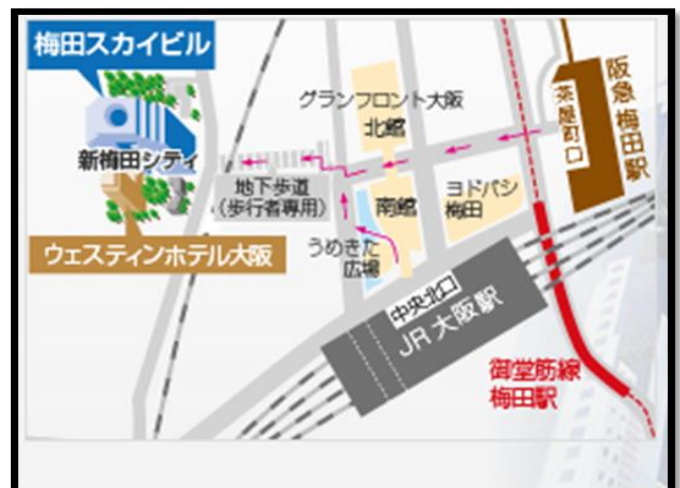 梅田スカイビル
グランフロント大阪
北館
茶屋町口
阪急 梅田駅
新梅田シティ
地下歩道
(歩行者専用)
南館
ヨドバシ
梅田
うめきた
広場
ウェスティンホテル大阪
中央北口
JR 大阪駅
御堂筋線
梅田駅